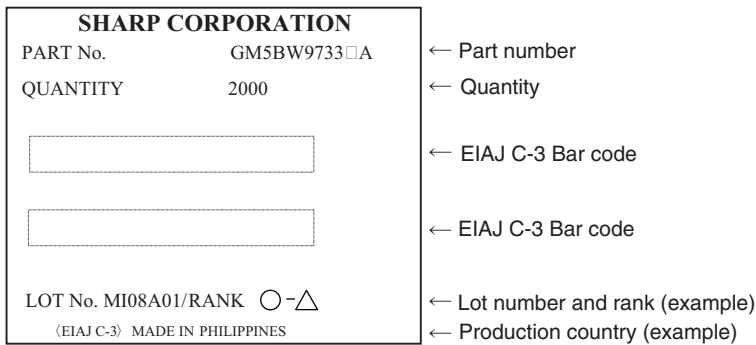 SHARP CORPORATION
PART No. GM5BW9733□A ← Part number
QUANTITY 2000 ← Quantity
← EIAJ C-3 Bar code
← EIAJ C-3 Bar code
LOT No. MI08A01/RANK ○-△ ← Lot number and rank (example)
〈EIAJ C-3〉 MADE IN PHILIPPINES ← Production country (example)